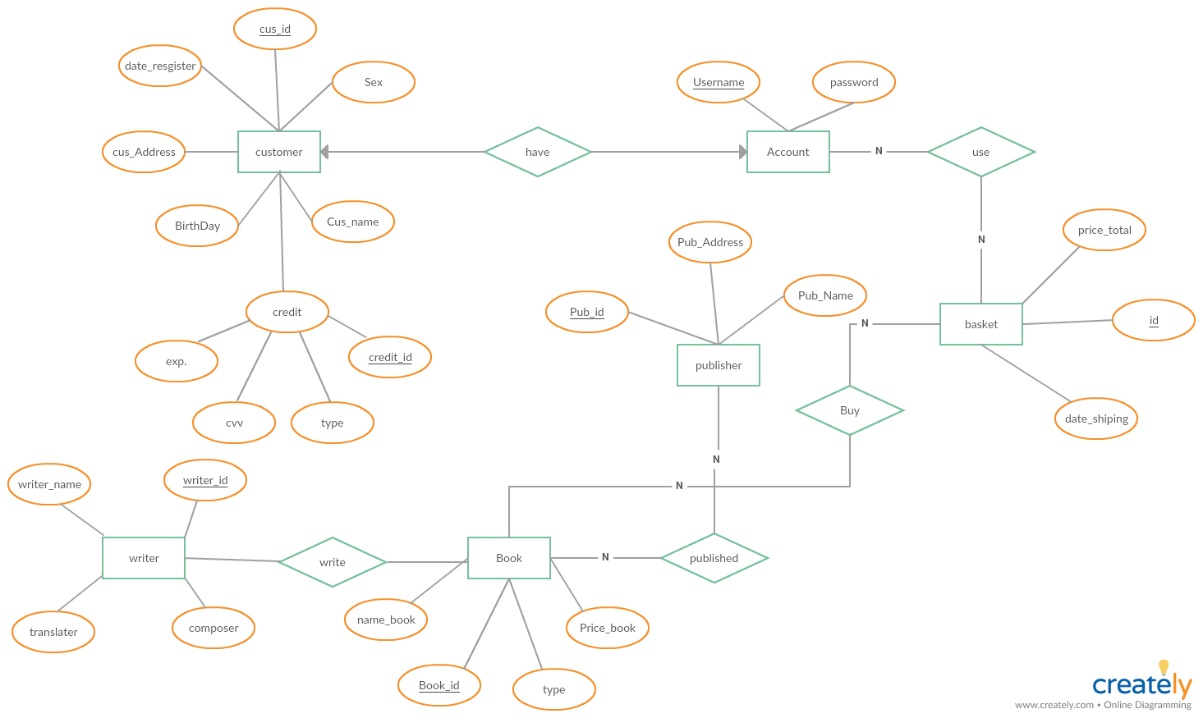 cus_id
date_resgister
Sex
Username
password
cus_Address
customer
have
Account
N
use
BirthDay
Cus_name
Pub_Address
N
price_total
Pub_Name
credit
Pub_id
N
basket
id
exp.
credit_id
publisher
Buy
cvv
type
date_shiping
N
writer_name
writer_id
N
writer
write
Book
N
published
name_book
translater
composer
Price_book
Book_id
type
creately
www.creately.com • Online Diagramming